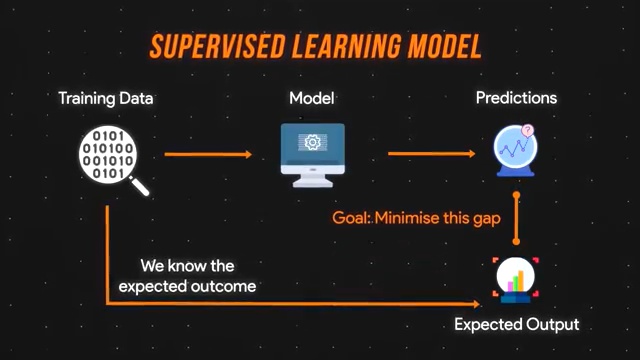 SUPERVISED LEARNING MODEL
Training Data
Model
Predictions
0101
010100
001010
0101
?
Goal: Minimise this gap
We know the
expected outcome
Expected Output